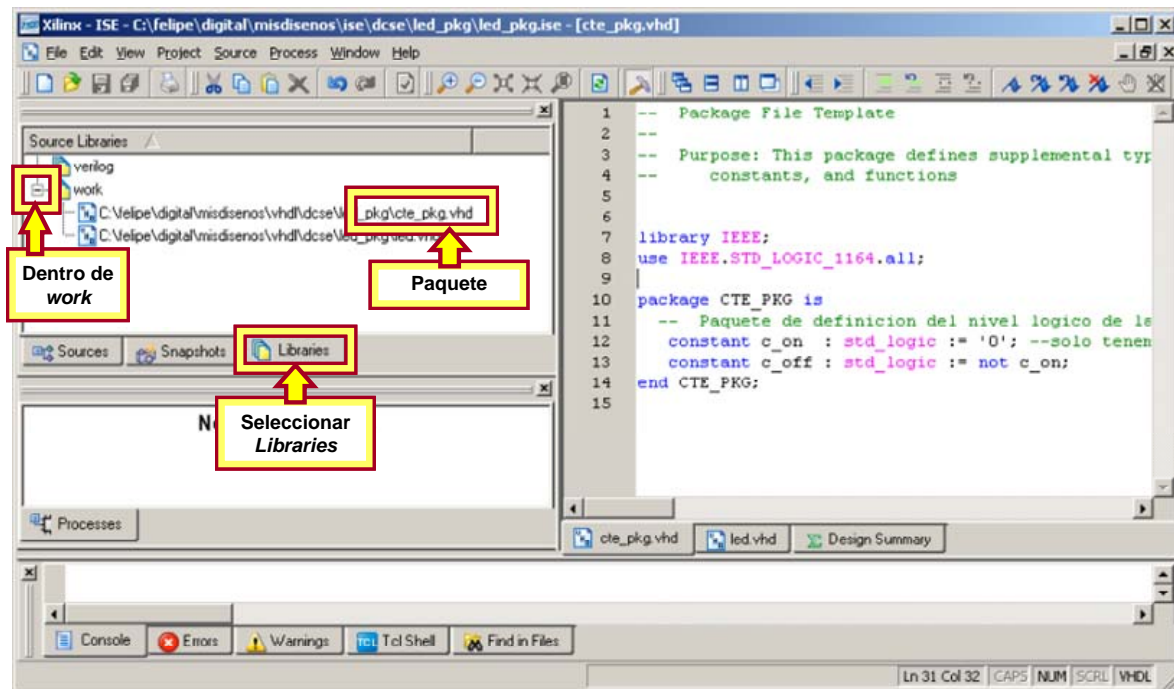 Xilinx - ISE - C:\felipe\digital\misdisenos\ise\dcse\led_pkg\led_pkg.ise - [cte_pkg.vhd]
File Edit View Project Source Process Window Help
Source Libraries
verilog
work
C:\felipe\digital\misdisenos\vhdl\dcse\led_pkg\cte_pkg.vhd
C:\felipe\digital\misdisenos\vhdl\dcse\led_pkg\led.vhd
Dentro de
work
Paquete
Sources Snapshots Libraries
Seleccionar
Libraries
Processes
1 -- Package File Template
2 --
3 -- Purpose: This package defines supplemental typ
4 -- constants, and functions
5
6
7 library IEEE;
8 use IEEE.STD_LOGIC_1164.all;
9
10 package CTE_PKG is
11 -- Paquete de definicion del nivel logico de
12 constant c_on : std_logic := '0'; --solo tenem
13 constant c_off : std_logic := not c_on;
14 end CTE_PKG;
15
cte_pkg.vhd led.vhd Design Summary
Console Errors Warnings Tcl Shell Find in Files
Ln 31 Col 32 CAPS NUM SCRL VHDL